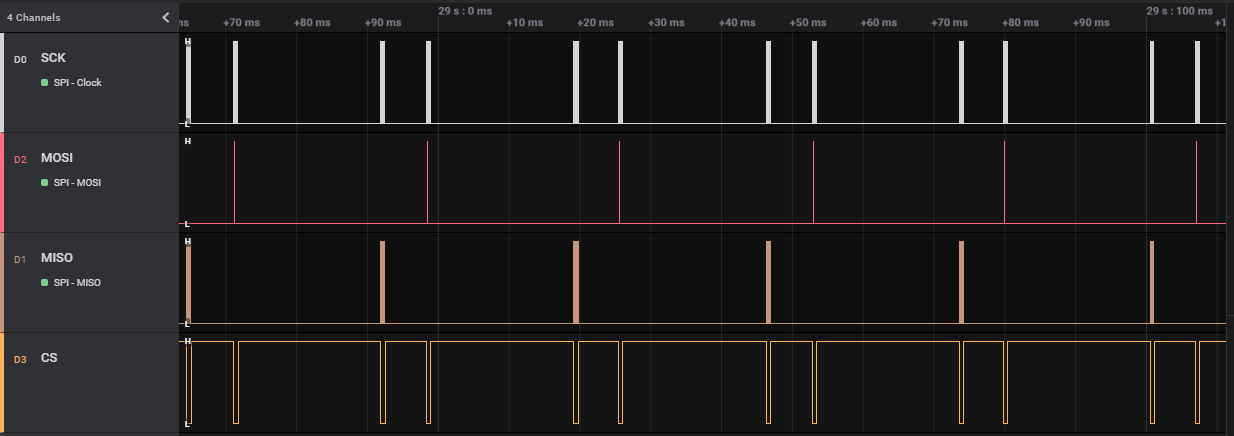 4 Channels
ns +70 ms +80 ms +90 ms 29 s : 0 ms +10 ms +20 ms +30 ms +40 ms +50 ms +60 ms +70 ms +80 ms +90 ms 29 s : 100 ms +1
D0 SCK
SPI - Clock
H
L
D2 MOSI
SPI - MOSI
H
L
D1 MISO
SPI - MISO
H
L
D3 CS
H
L